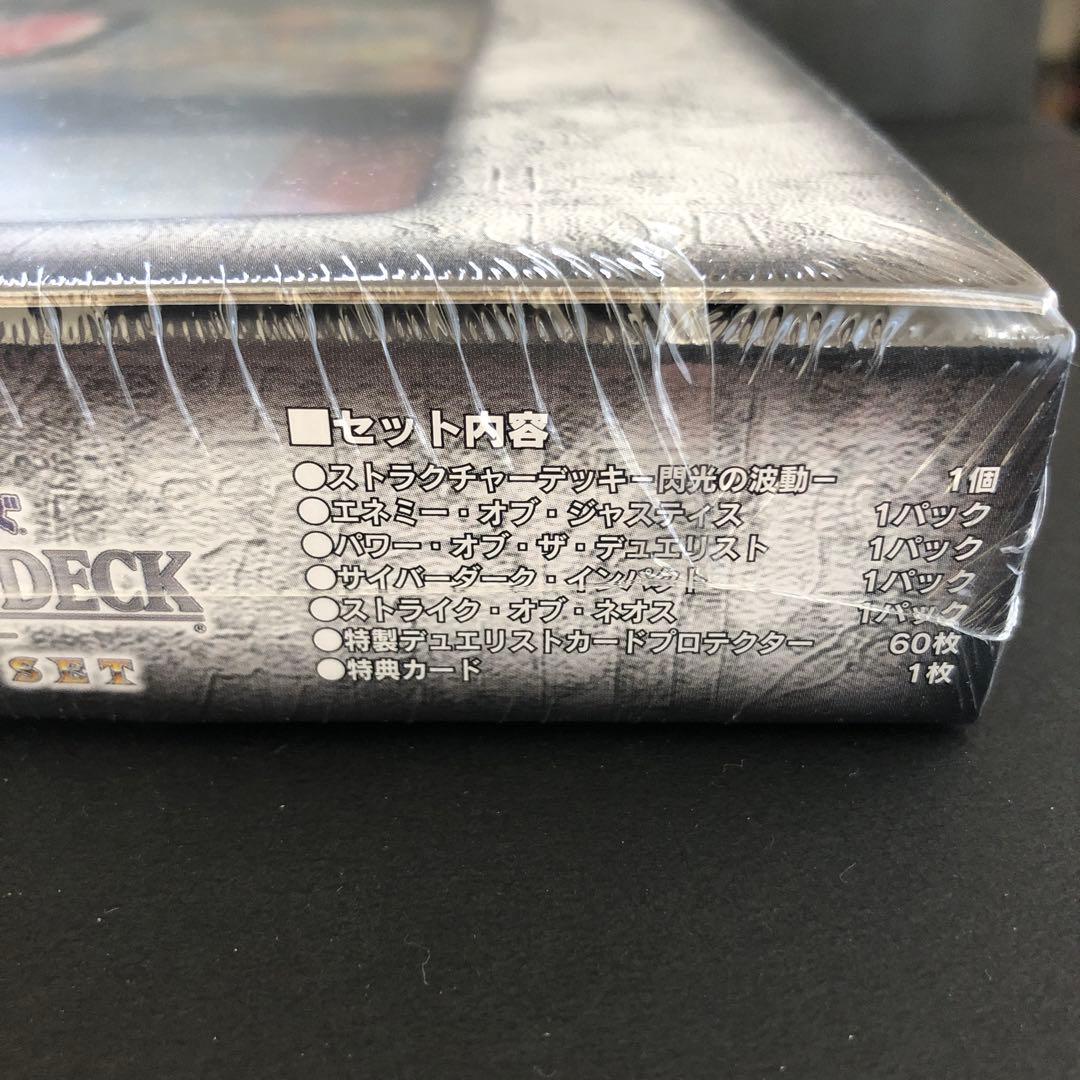 ■セット内容
●ストラクチャーデッキ－閃光の波動－ 1個
●エネミー・オブ・ジャスティス 1パック
●パワー・オブ・ザ・デュエリスト 1パック
●サイバーダーク・インパクト 1パック
●ストライク・オブ・ネオス 1パック
●特製デュエリストカードプロテクター 60枚
●特典カード 1枚
ズ
DECK®
SET